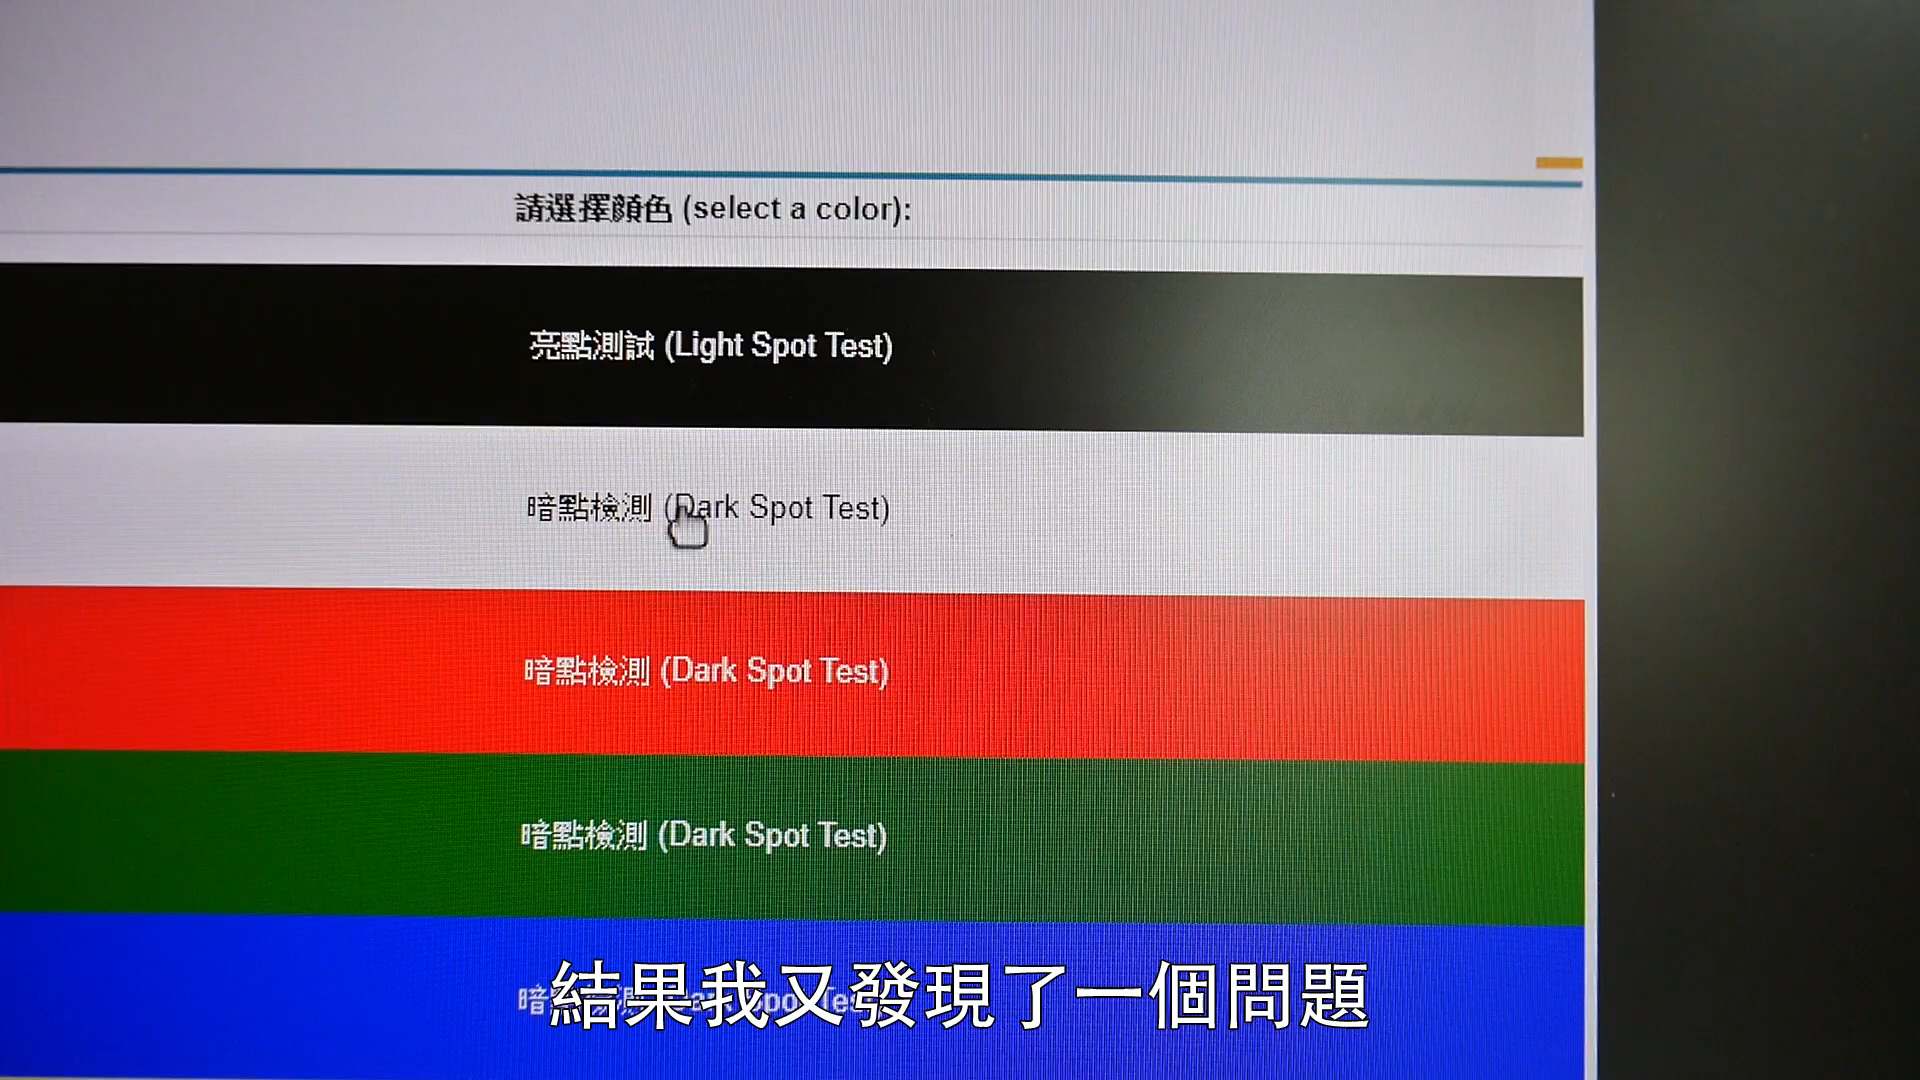 請選擇顏色 (select a color):
亮點測試 (Light Spot Test)
暗點檢測 (Dark Spot Test)
暗點檢測 (Dark Spot Test)
暗點檢測 (Dark Spot Test)
結果我又發現了一個問題